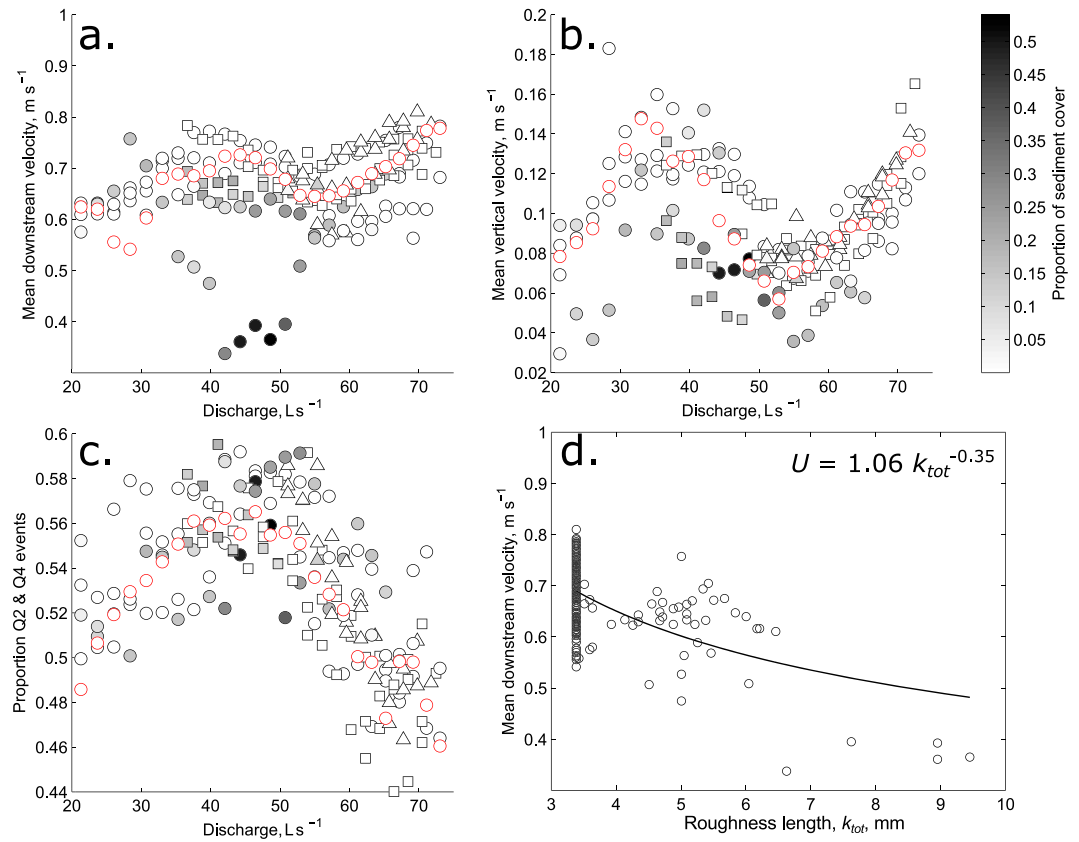 a.
Mean downstream velocity, m s⁻¹
1
0.9
0.8
0.7
0.6
0.5
0.4
20 30 40 50 60 70
Discharge, Ls⁻¹
b.
Mean vertical velocity, m s⁻¹
0.2
0.18
0.16
0.14
0.12
0.1
0.08
0.06
0.04
0.02
20 30 40 50 60 70
Discharge, Ls⁻¹
0.5
0.45
0.4
0.35
0.3
0.25
0.2
0.15
0.1
0.05
Proportion of sediment cover
c.
Proportion Q2 & Q4 events
0.6
0.58
0.56
0.54
0.52
0.5
0.48
0.46
0.44
20 30 40 50 60 70
Discharge, Ls⁻¹
d.
U = 1.06 kₜₒₜ⁻⁰·³⁵
Mean downstream velocity, m s⁻¹
1
0.9
0.8
0.7
0.6
0.5
0.4
3 4 5 6 7 8 9 10
Roughness length, kₜₒₜ, mm